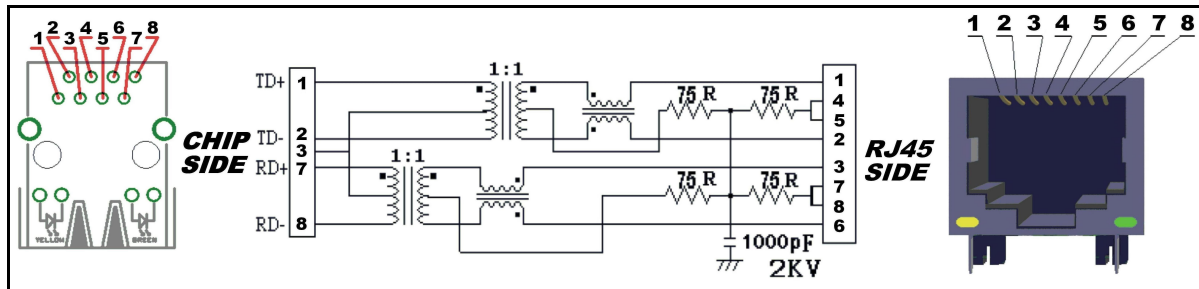 2 4 6 8
1 3 5 7
YELLOW GREEN
CHIP
SIDE
TD+ 1
TD- 2
3
RD+ 7
RD- 8
1:1
1:1
75 R 75 R
75 R 75 R
1000pF
2KV
1
4
5
2
3
7
8
6
RJ45
SIDE
1 2 3 4 5 6 7 8